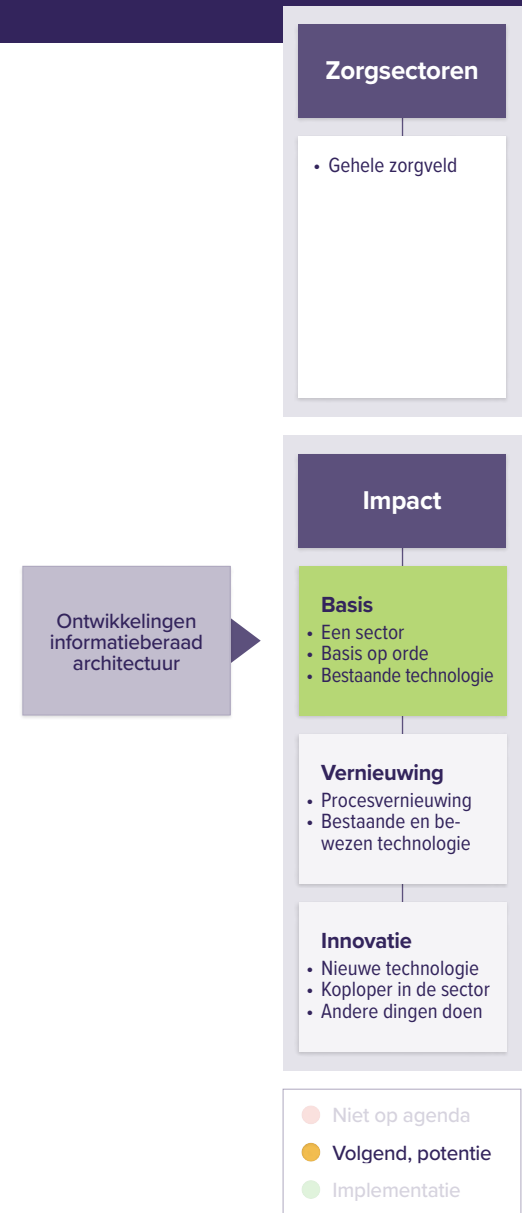 Zorgsectoren
• Gehele zorgveld
Impact
Ontwikkelingen
informatieberaad
architectuur
Basis
• Een sector
• Basis op orde
• Bestaande technologie
Vernieuwing
• Procesvernieuwing
• Bestaande en be-
wezen technologie
Innovatie
• Nieuwe technologie
• Koploper in de sector
• Andere dingen doen
Niet op agenda
Volgend, potentie
Implementatie